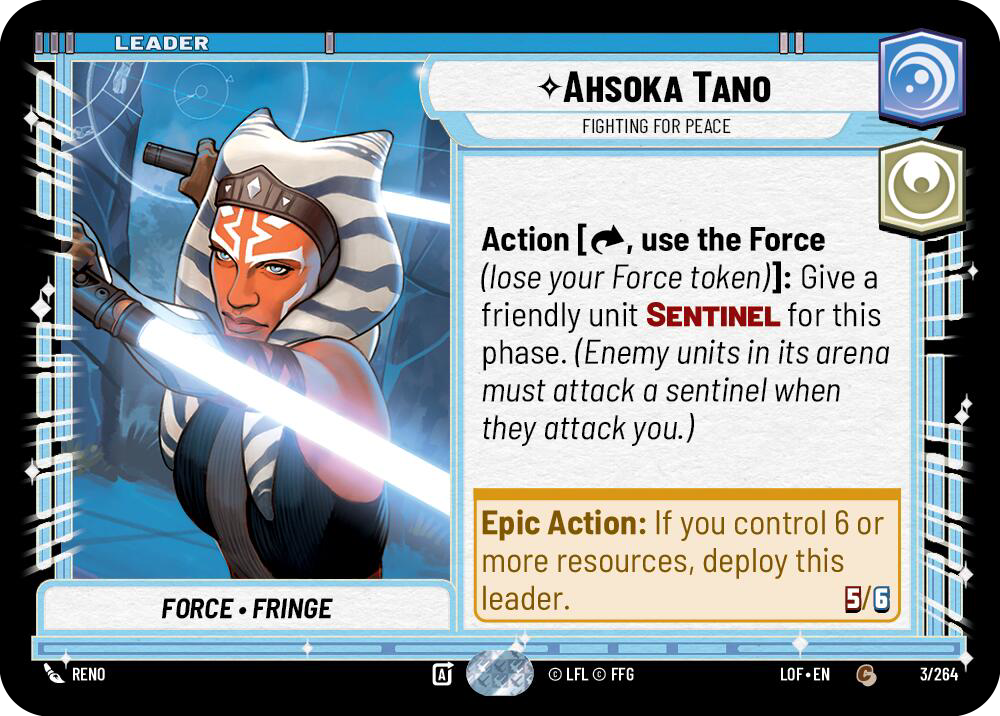 LEADER
AHSOKA TANO
FIGHTING FOR PEACE
Action [, use the Force
(lose your Force token)]: Give a
friendly unit SENTINEL for this
phase. (Enemy units in its arena
must attack a sentinel when
they attack you.)
Epic Action: If you control 6 or
more resources, deploy this
leader.
5/6
FORCE • FRINGE
RENO
A
© LFL © FFG
LOF • EN
C
3/264